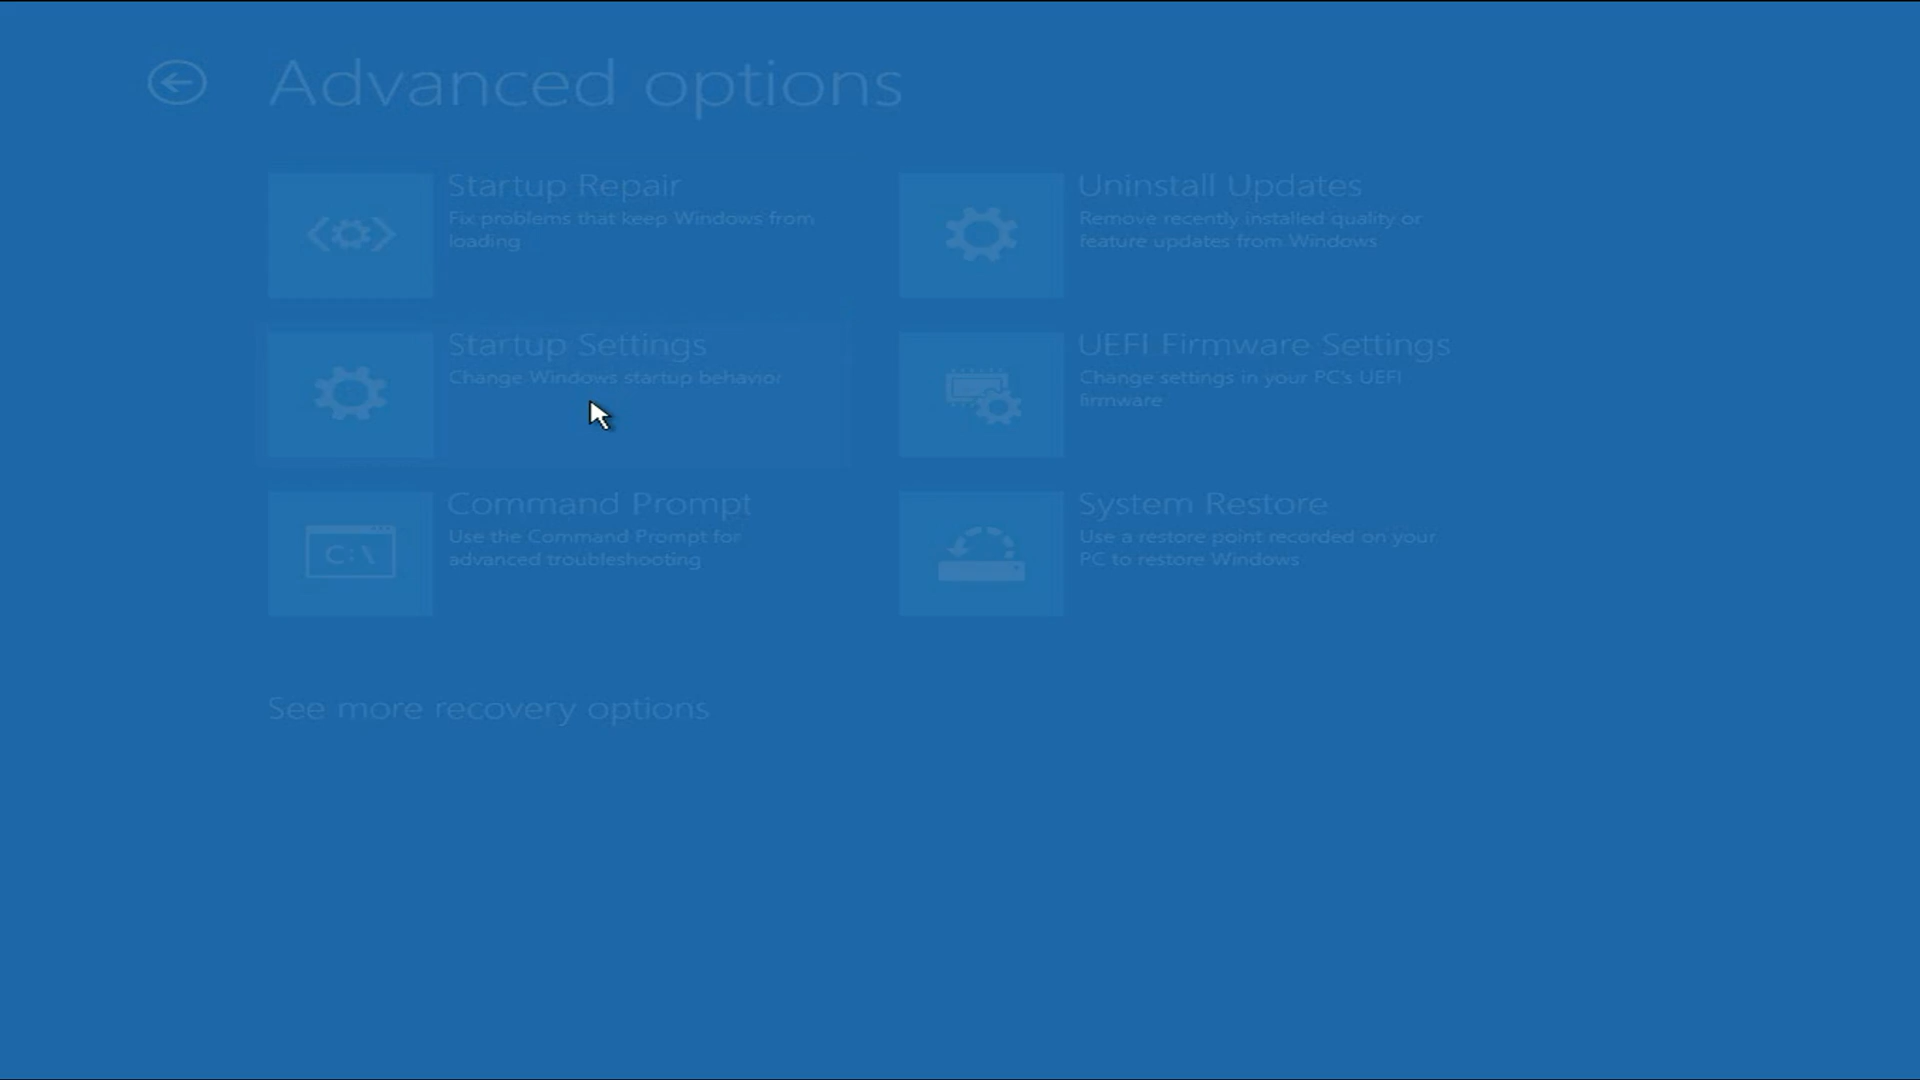 Advanced options
Startup Repair
Fix problems that keep Windows from
loading
Uninstall Updates
Remove recently installed quality or
feature updates from Windows
Startup Settings
Change Windows startup behavior
UEFI Firmware Settings
Change settings in your PC's UEFI
firmware
C:\
Command Prompt
Use the Command Prompt for
advanced troubleshooting
System Restore
Use a restore point recorded on your
PC to restore Windows
See more recovery options